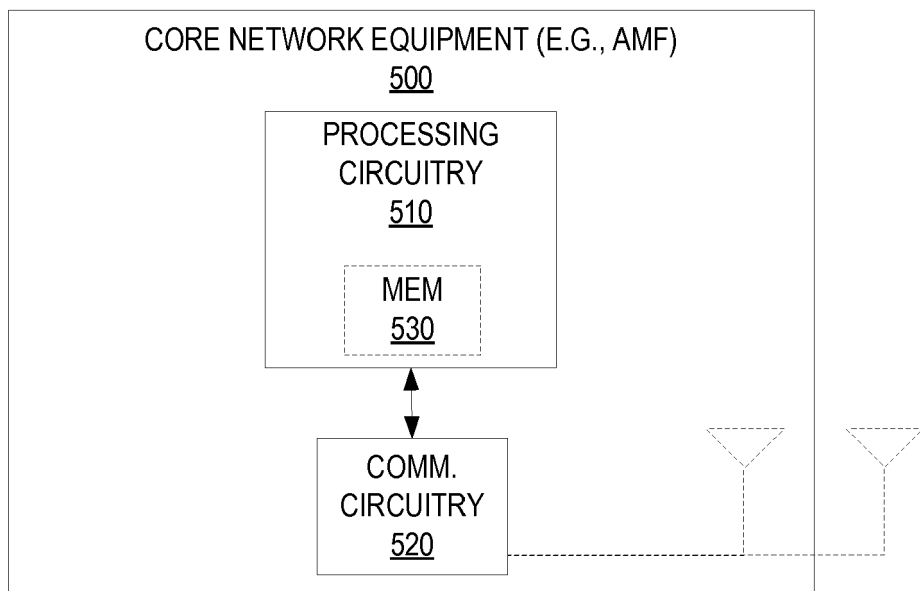 CORE NETWORK EQUIPMENT (E.G., AMF)
500
PROCESSING
CIRCUITRY
510
MEM
530
COMM.
CIRCUITRY
520